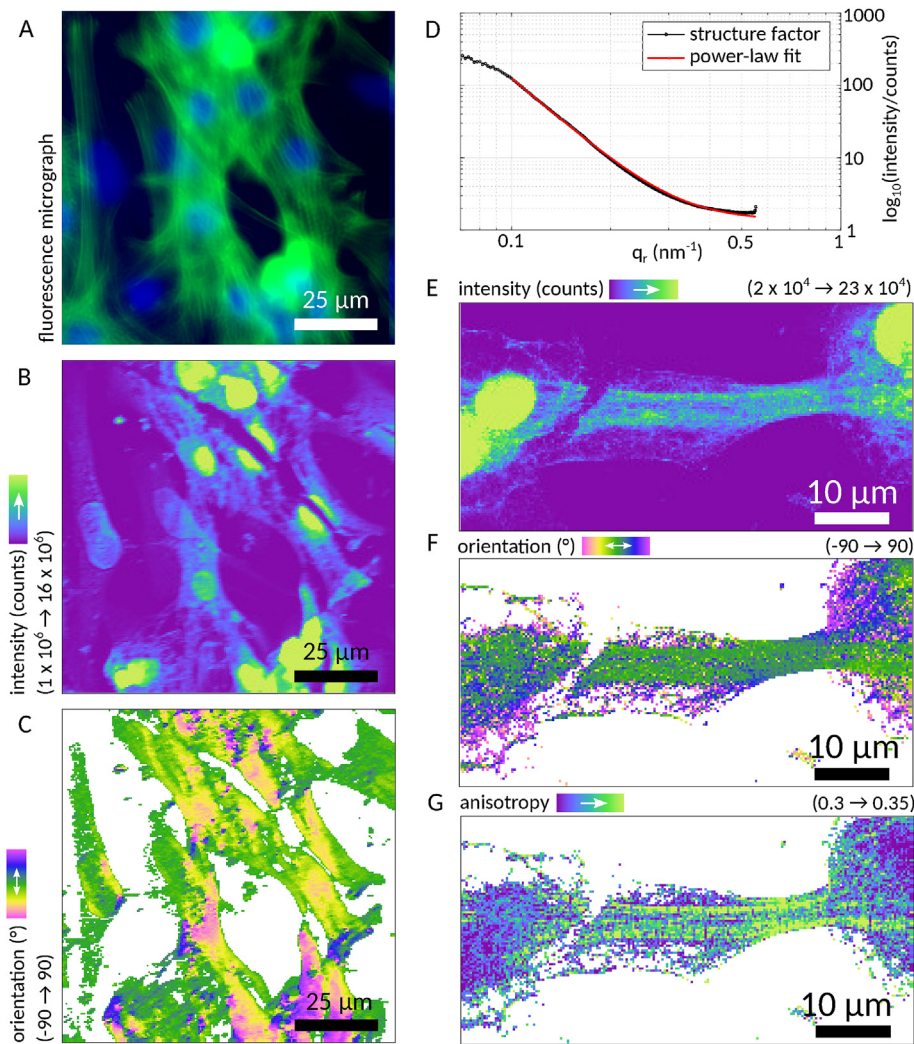 A
fluorescence micrograph
25 µm
B
intensity (counts)
(1 x 10⁶ → 16 x 10⁶)
25 µm
C
orientation (°)
(-90 → 90)
25 µm
D
structure factor
power-law fit
1000
100
10
1
log₁₀(intensity/counts)
0.1
0.5
1
qᵣ (nm⁻¹)
E
intensity (counts)
(2 x 10⁴ → 23 x 10⁴)
10 µm
F
orientation (°)
(-90 → 90)
10 µm
G
anisotropy
(0.3 → 0.35)
10 µm